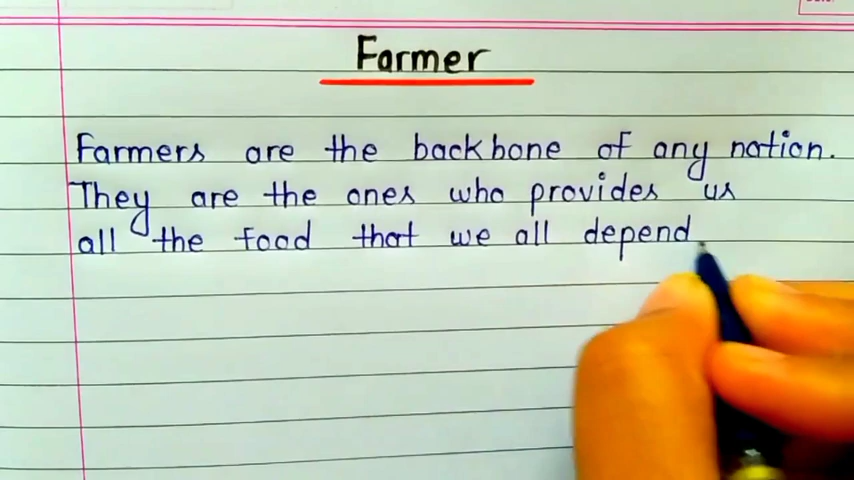 Farmer
Farmers are the backbone of any nation.
They are the ones who provides us
all the food that we all depend